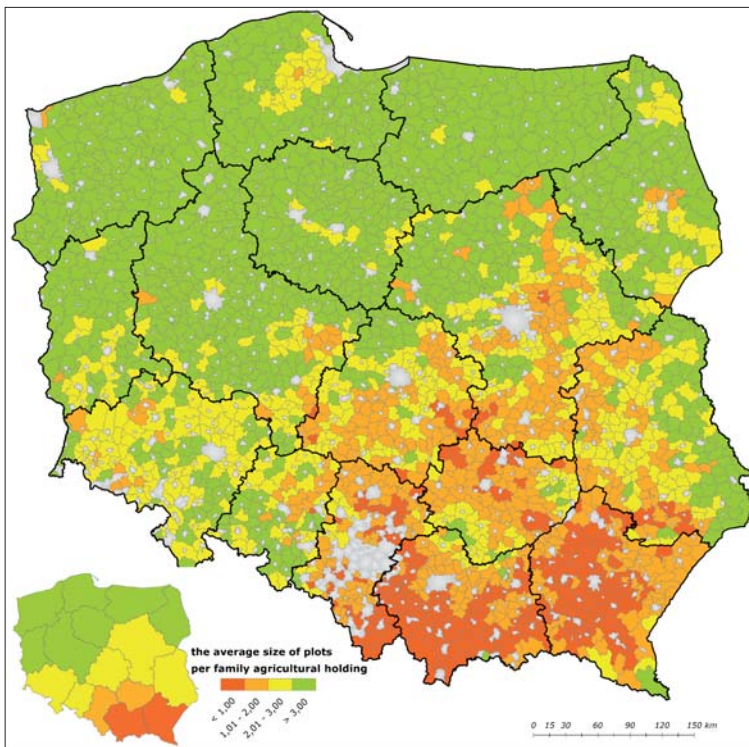 the average size of plots
per family agricultural holding
< 1,00
1,01 - 2,00
2,01 - 3,00
> 3,00
0 15 30 60 90 120 150 km